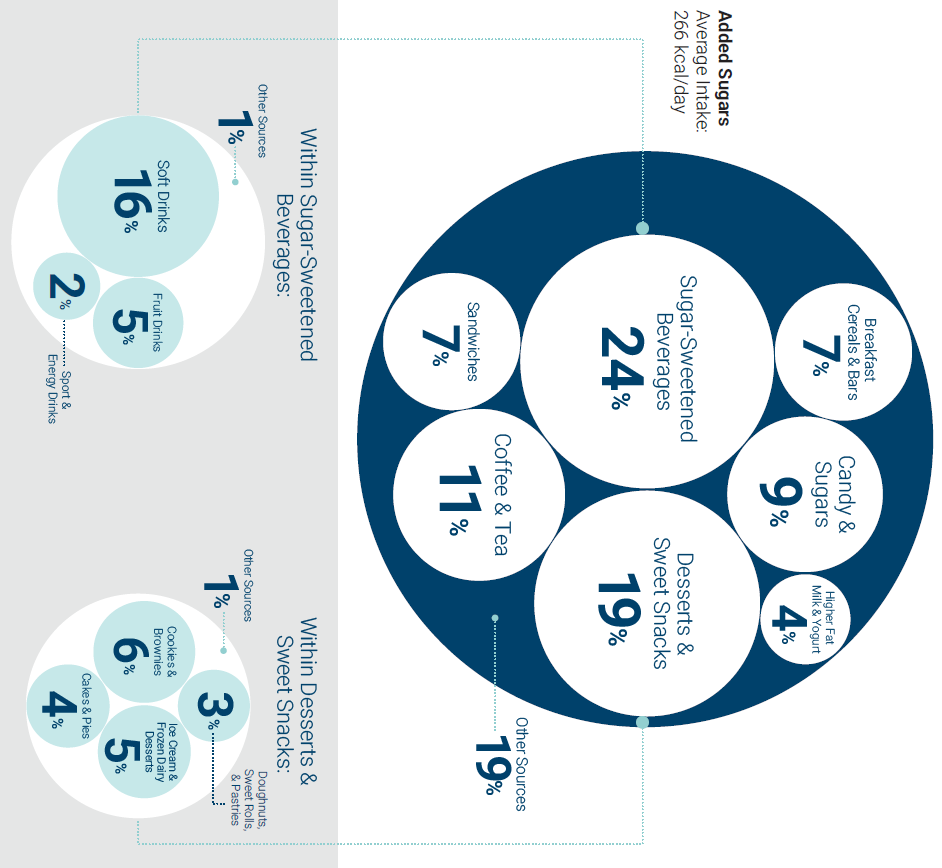 Added Sugars
Average Intake:
266 kcal/day
Breakfast
Cereals & Bars
7%
Sugar-Sweetened
Beverages
24%
Sandwiches
7%
Candy &
Sugars
9%
Coffee & Tea
11%
Higher Fat
Milk & Yogurt
4%
Desserts &
Sweet Snacks
19%
Other Sources
19%
Within Sugar-Sweetened
Beverages:
Other Sources
1%
Soft Drinks
16%
Fruit Drinks
5%
2%
Sport &
Energy Drinks
Within Desserts &
Sweet Snacks:
Other Sources
1%
Cookies &
Brownies
6%
3%
Doughnuts,
Sweet Rolls,
& Pastries
Cakes & Pies
4%
Ice Cream &
Frozen Dairy
Desserts
5%